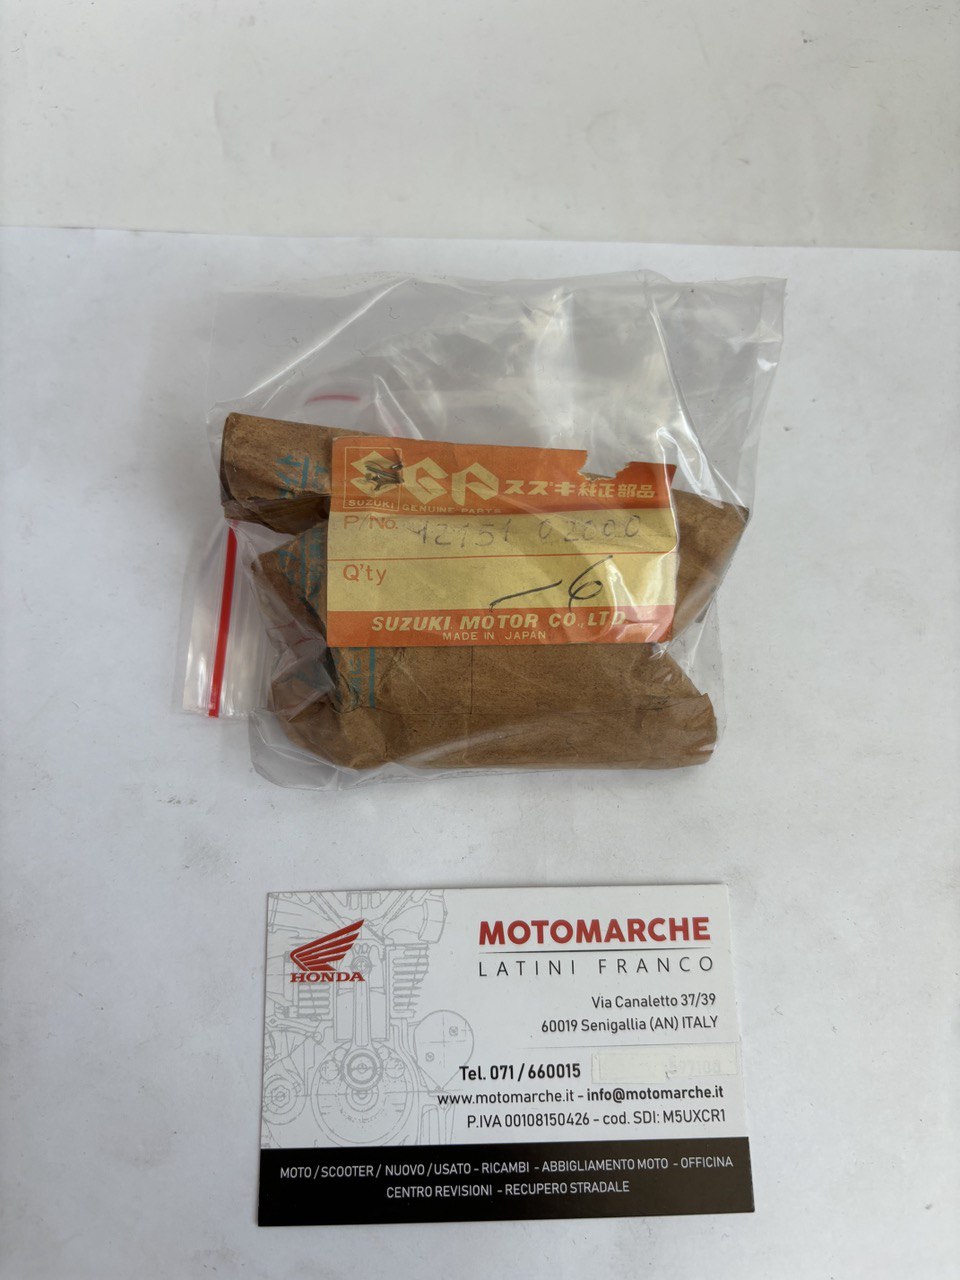 SGP スズキ純正部品
SUZUKI GENUINE PARTS
P/No. 12151 02000
Q'ty -6
SUZUKI MOTOR CO., LTD.
MADE IN JAPAN
HONDA
MOTOMARCHE
LATINI FRANCO
Via Canaletto 37/39
60019 Senigallia (AN) ITALY
Tel. 071 / 660015
www.motomarche.it - info@motomarche.it
P.IVA 00108150426 - cod. SDI: M5UXCR1
MOTO / SCOOTER / NUOVO / USATO - RICAMBI - ABBIGLIAMENTO MOTO - OFFICINA
CENTRO REVISIONI - RECUPERO STRADALE